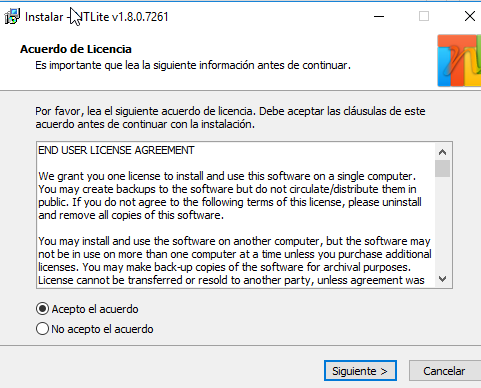 Instalar - NTLite v1.8.0.7261
Acuerdo de Licencia
Es importante que lea la siguiente información antes de continuar.
Por favor, lea el siguiente acuerdo de licencia. Debe aceptar las cláusulas de este
acuerdo antes de continuar con la instalación.
END USER LICENSE AGREEMENT
We grant you one license to install and use this software on a single computer.
You may create backups to the software but do not circulate/distribute them in
public. If you do not agree to the following terms of this license, please uninstall
and remove all copies of this software.
You may install and use the software on another computer, but the software may
not be in use on more than one computer at a time unless you purchase additional
licenses. You may make back-up copies of the software for archival purposes.
License cannot be transferred or resold to another party, unless agreement was
Acepto el acuerdo
No acepto el acuerdo
Siguiente >
Cancelar